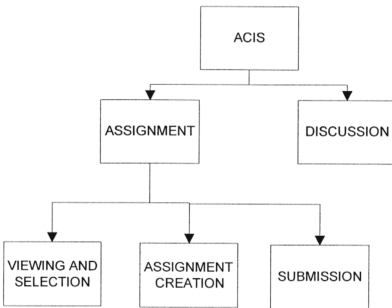 ACIS
ASSIGNMENT
DISCUSSION
VIEWING AND
SELECTION
ASSIGNMENT
CREATION
SUBMISSION